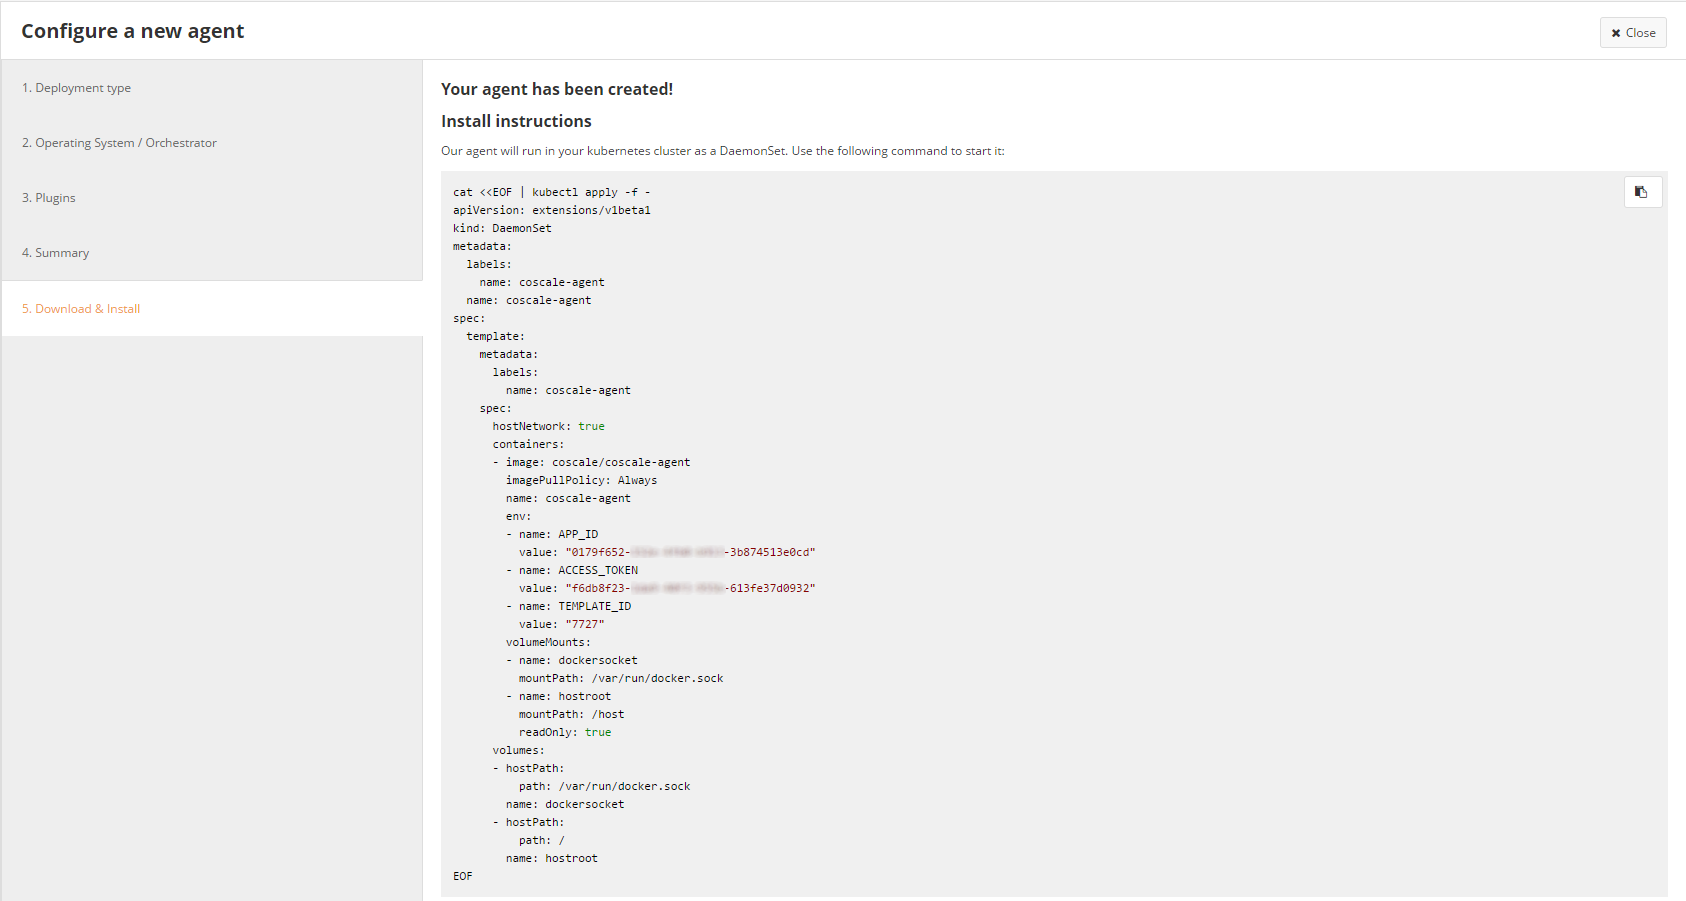 Configure a new agent
Close
1. Deployment type
2. Operating System / Orchestrator
3. Plugins
4. Summary
5. Download & Install
Your agent has been created!
Install instructions
Our agent will run in your kubernetes cluster as a DaemonSet. Use the following command to start it:
cat <<EOF | kubectl apply -f -
apiVersion: extensions/v1beta1
kind: DaemonSet
metadata:
  labels:
    name: coscale-agent
  name: coscale-agent
spec:
  template:
    metadata:
      labels:
        name: coscale-agent
    spec:
      hostNetwork: true
      containers:
      - image: coscale/coscale-agent
        imagePullPolicy: Always
        name: coscale-agent
        env:
        - name: APP_ID
          value: "0179f652- -3b874513e0cd"
        - name: ACCESS_TOKEN
          value: "f6db8f23- -613fe37d0932"
        - name: TEMPLATE_ID
          value: "7727"
        volumeMounts:
        - name: dockersocket
          mountPath: /var/run/docker.sock
        - name: hostroot
          mountPath: /host
          readOnly: true
      volumes:
      - hostPath:
          path: /var/run/docker.sock
        name: dockersocket
      - hostPath:
          path: /
        name: hostroot
EOF